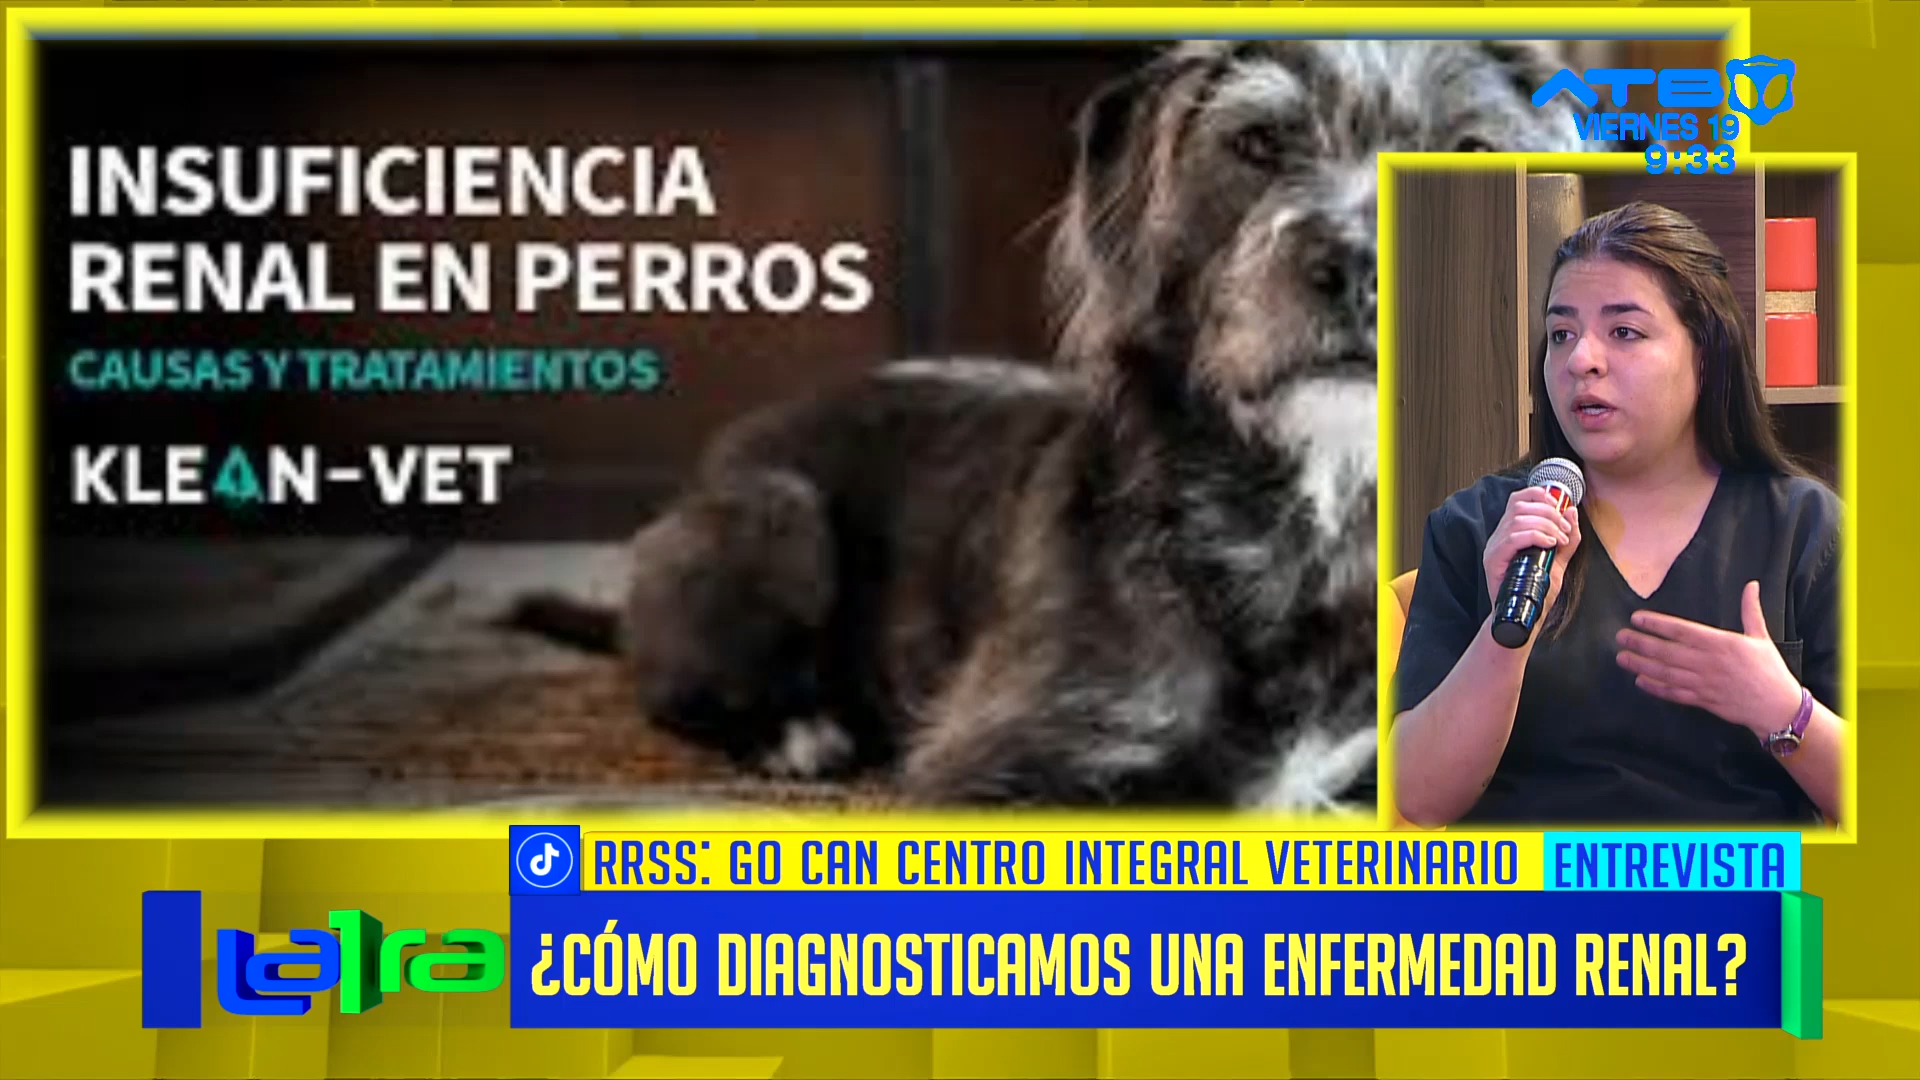 ATB
VIERNES 19
9:33
INSUFICIENCIA
RENAL EN PERROS
CAUSAS Y TRATAMIENTOS
KLEAN-VET
RRSS: GO CAN CENTRO INTEGRAL VETERINARIO
ENTREVISTA
La1ra
¿CÓMO DIAGNOSTICAMOS UNA ENFERMEDAD RENAL?